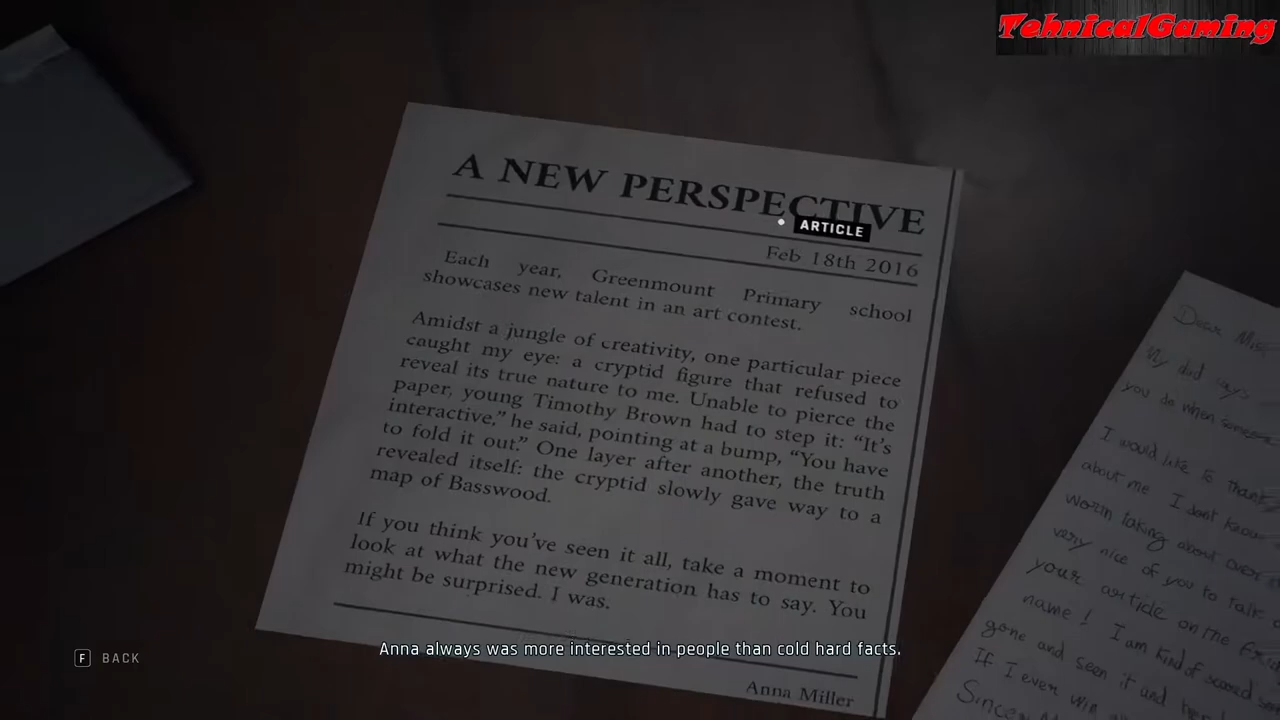 TehnicalGaming
A NEW PERSPECTIVE
ARTICLE
Feb 18th 2016
Each year, Greenmount Primary school
showcases new talent in an art contest.
Amidst a jungle of creativity, one particular piece
caught my eye: a cryptid figure that refused to
reveal its true nature to me. Unable to pierce the
paper, young Timothy Brown had to step it: “It’s
interactive,” he said, pointing at a bump, “You have
to fold it out.” One layer after another, the truth
revealed itself: the cryptid slowly gave way to a
map of Basswood.
If you think you’ve seen it all, take a moment to
look at what the new generation has to say. You
might be surprised. I was.
Anna Miller
Dear
My dad says
you do when someone
I would like to thank
about me I dont know
worm talking about over
very nice of you to talk
your article on the
name! I am kind of scared
gone and seen it and
If I ever win
F BACK
Anna always was more interested in people than cold hard facts.